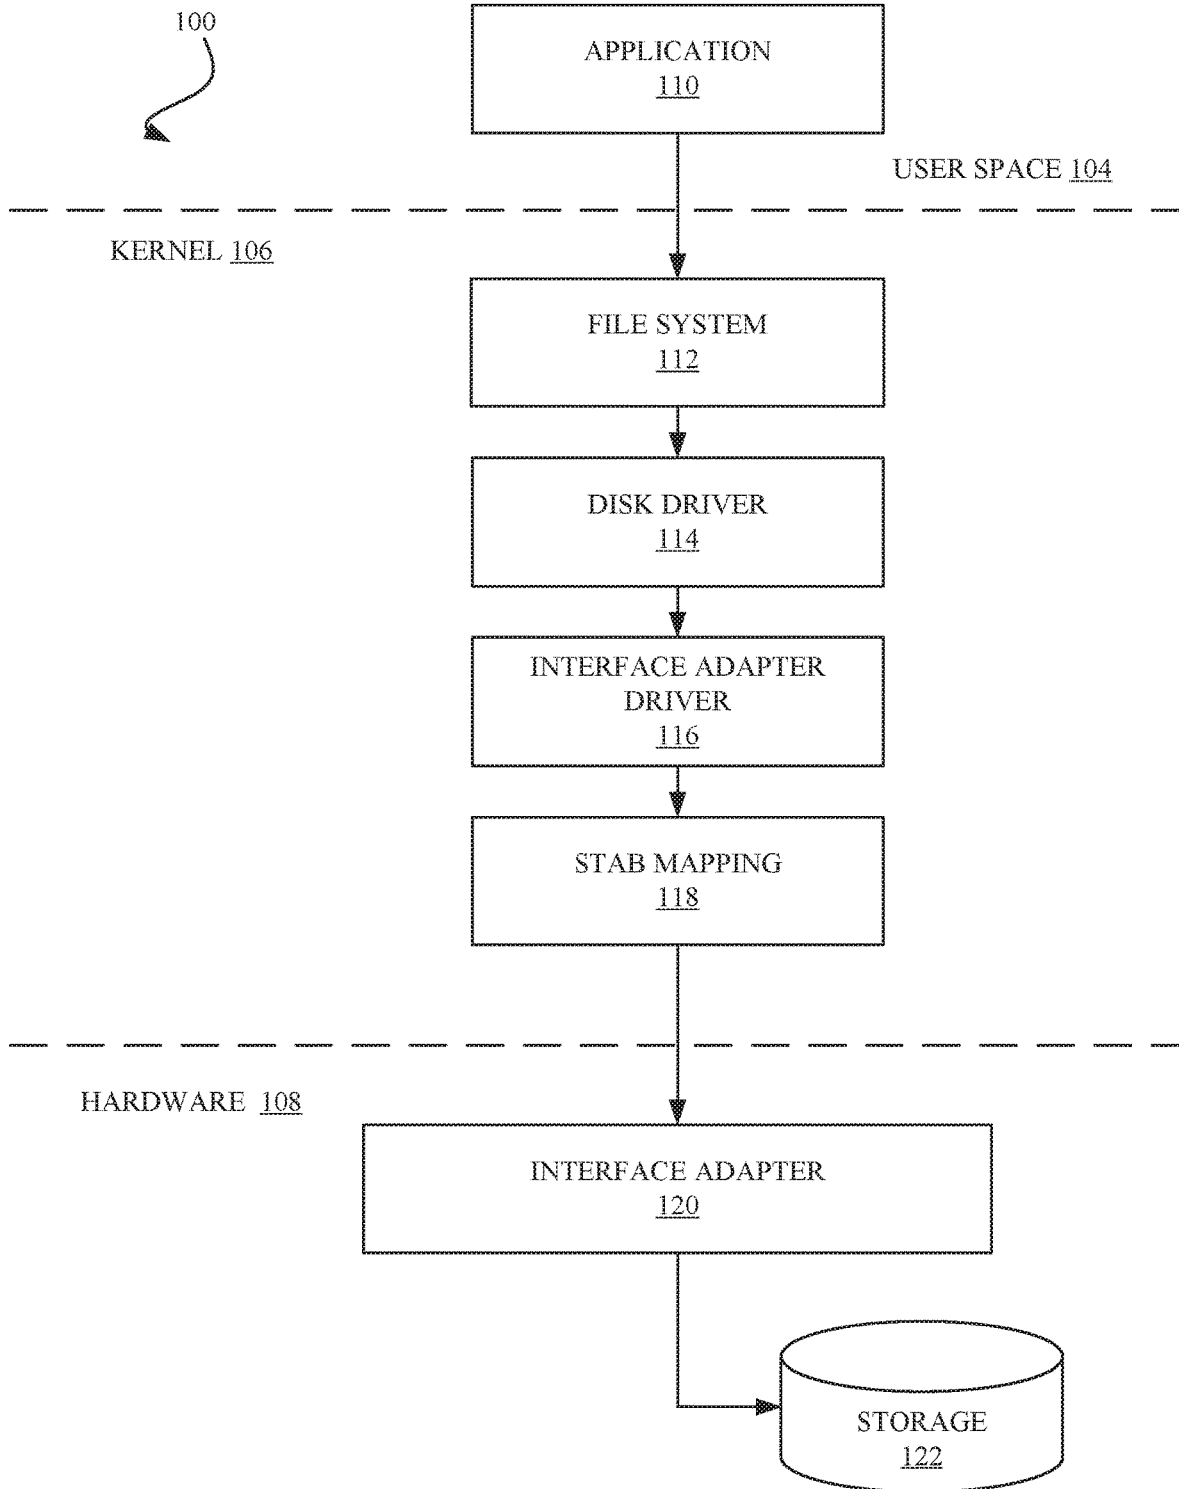 100
APPLICATION
110
USER SPACE 104
KERNEL 106
FILE SYSTEM
112
DISK DRIVER
114
INTERFACE ADAPTER
DRIVER
116
STAB MAPPING
118
HARDWARE 108
INTERFACE ADAPTER
120
STORAGE
122